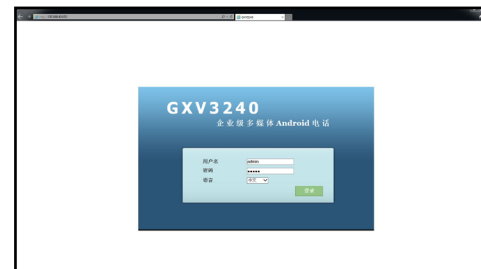 GXV3240
企业级多媒体Android电话
用户名 admin
密码 •••••
语言 中文
登录